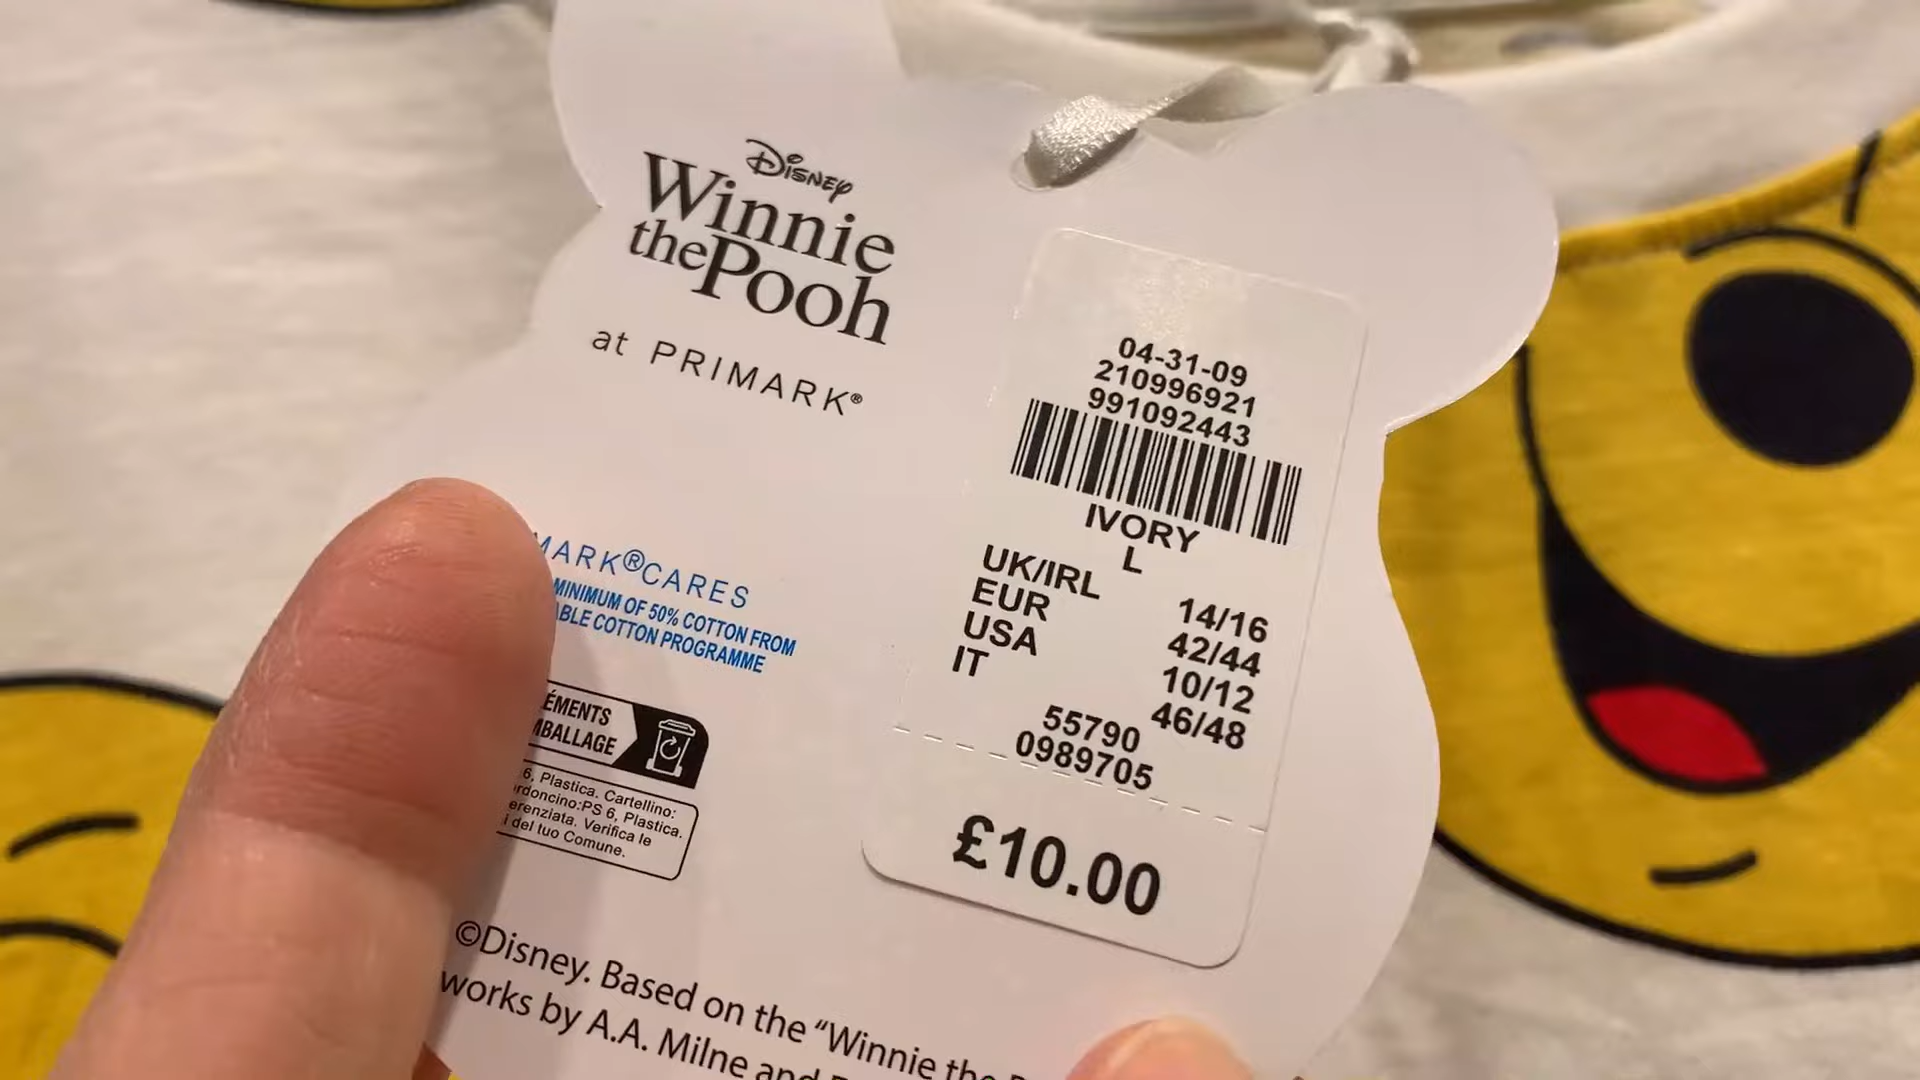 Disney
Winnie
the Pooh
at PRIMARK®
MARK®CARES
MINIMUM OF 50% COTTON FROM
ABLE COTTON PROGRAMME
ÉMENTS
MBALLAGE
6, Plastica. Cartellino:
rdoncino:PS 6, Plastica.
erenziata. Verifica le
i del tuo Comune.
©Disney. Based on the “Winnie the
works by A.A. Milne and
04-31-09
210996921
991092443
IVORY
L
UK/IRL 14/16
EUR 42/44
USA 10/12
IT 46/48
55790
0989705
£10.00